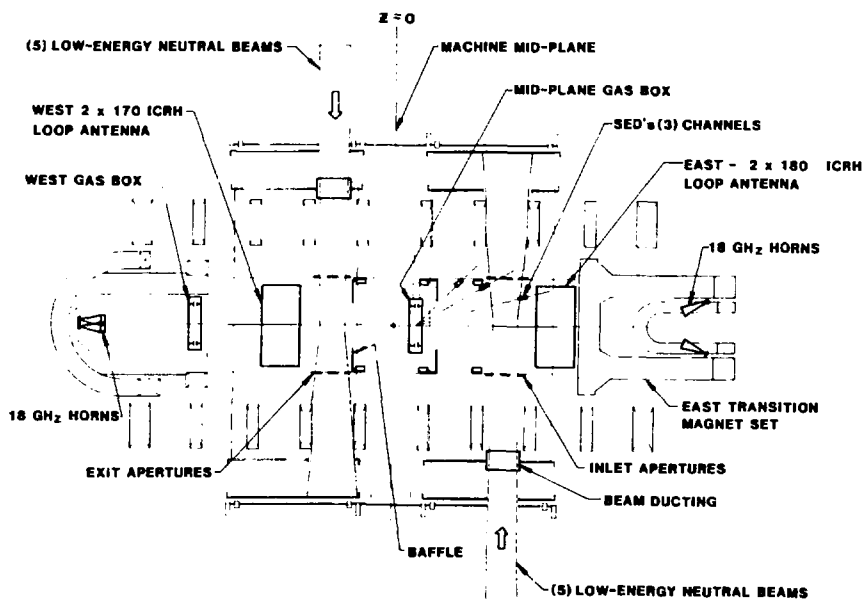 Z = 0
(5) LOW-ENERGY NEUTRAL BEAMS
MACHINE MID-PLANE
MID-PLANE GAS BOX
WEST 2 x 170 ICRH
LOOP ANTENNA
SED's (3) CHANNELS
EAST - 2 x 180 ICRH
LOOP ANTENNA
WEST GAS BOX
18 GHz HORNS
18 GHz HORNS
EAST TRANSITION
MAGNET SET
EXIT APERTURES
INLET APERTURES
BEAM DUCTING
BAFFLE
(5) LOW-ENERGY NEUTRAL BEAMS